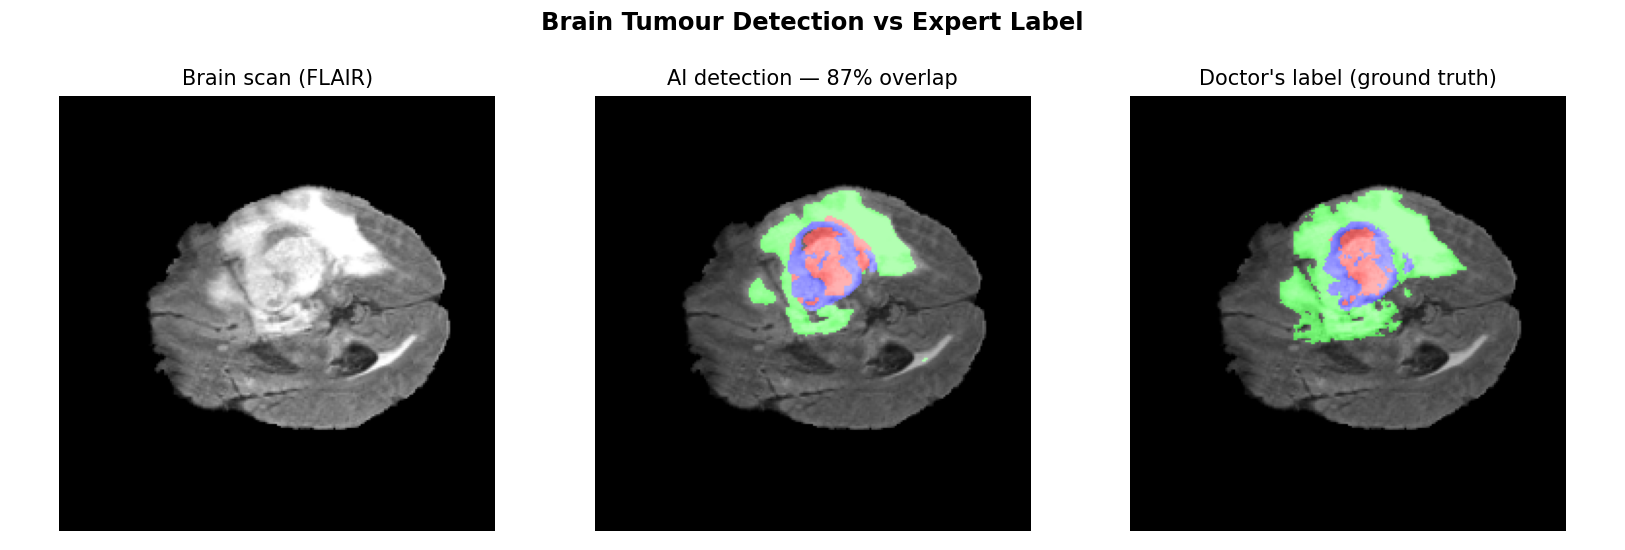 Brain Tumour Detection vs Expert Label
Brain scan (FLAIR)
AI detection — 87% overlap
Doctor's label (ground truth)